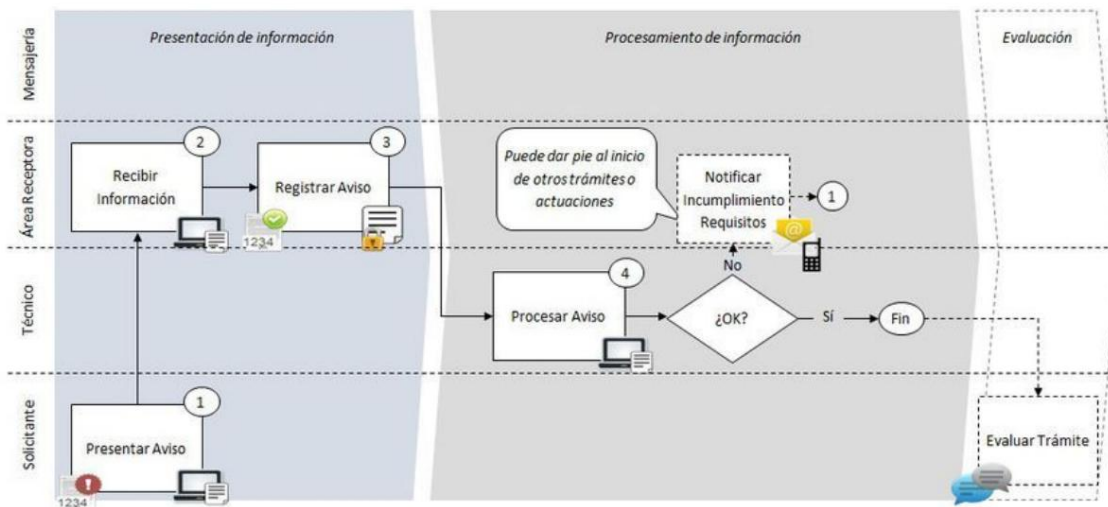 Presentación de información
Procesamiento de información
Evaluación
Mensajería
Área Receptora
2
Recibir
Información
3
Registrar Aviso
1234
Puede dar pie al inicio
de otros trámites o
actuaciones
Notificar
Incumplimiento
Requisitos
@
1
No
Técnico
4
Procesar Aviso
¿OK?
Sí
Fin
Solicitante
1
Presentar Aviso
1234
Evaluar Trámite